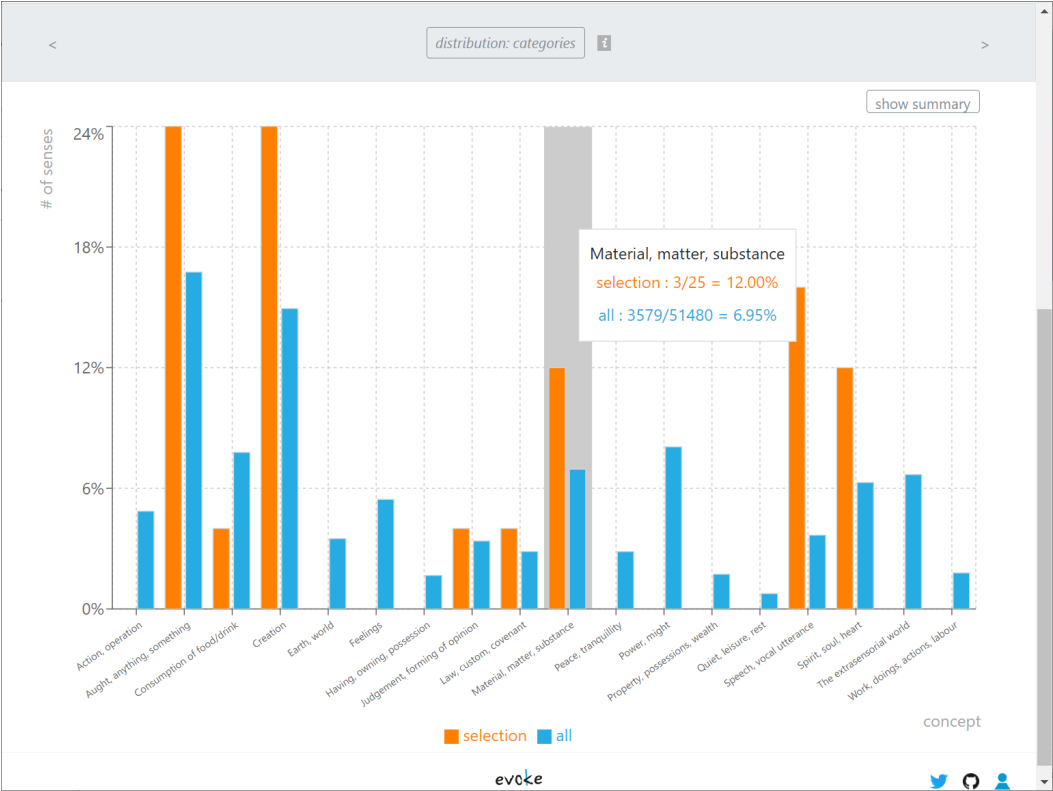 <
distribution: categories
i
>
show summary
# of senses
24%
18%
12%
6%
0%
Material, matter, substance
selection : 3/25 = 12.00%
all : 3579/51480 = 6.95%
Action, operation
Aught, anything, something
Consumption of food/drink
Creation
Earth, world
Feelings
Having, owning, possession
Judgement, forming of opinion
Law, custom, covenant
Material, matter, substance
Peace, tranquillity
Power, might
Property, possessions, wealth
Quiet, leisure, rest
Speech, vocal utterance
Spirit, soul, heart
The extrasensorial world
Work, doings, actions, labour
concept
selection all
evoke